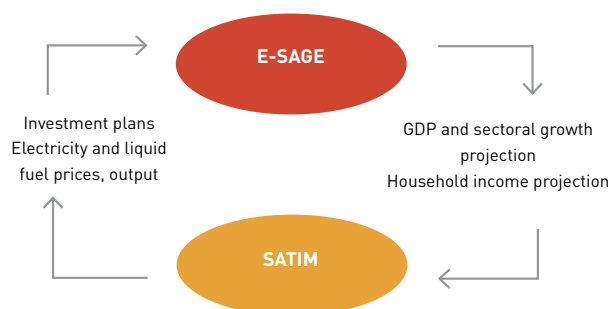 E-SAGE
Investment plans
Electricity and liquid
fuel prices, output
GDP and sectoral growth
projection
Household income projection
SATIM